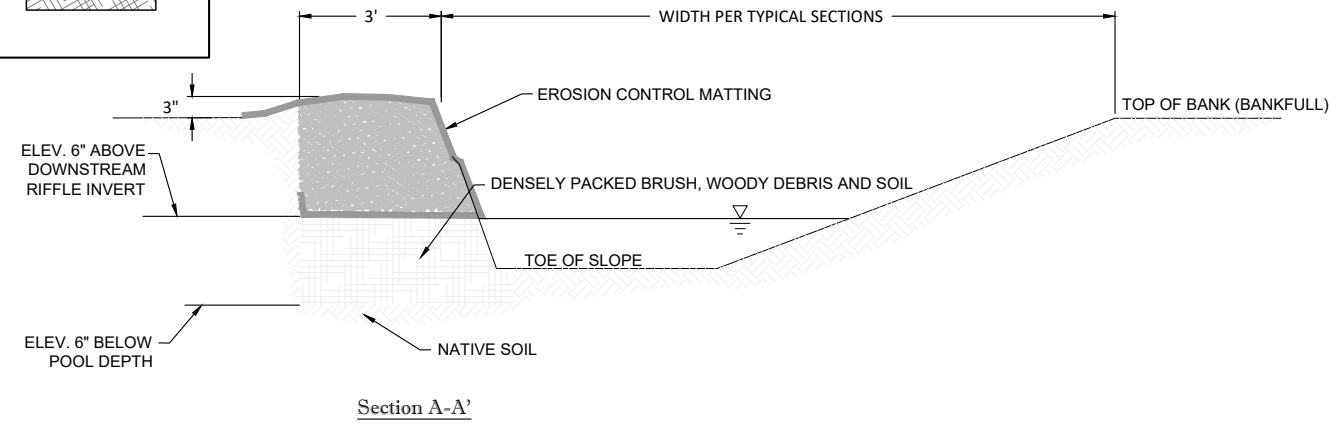 3'
WIDTH PER TYPICAL SECTIONS
3"
EROSION CONTROL MATTING
TOP OF BANK (BANKFULL)
ELEV. 6" ABOVE
DOWNSTREAM
RIFFLE INVERT
DENSELY PACKED BRUSH, WOODY DEBRIS AND SOIL
TOE OF SLOPE
ELEV. 6" BELOW
POOL DEPTH
NATIVE SOIL
Section A-A'